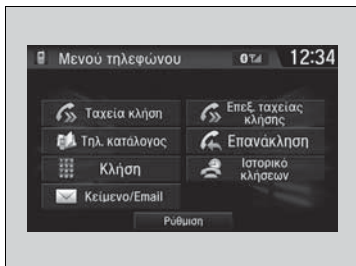 Μενού τηλεφώνου 12:34
Ταχεία κλήση
Επεξ. ταχείας
κλήσης
Τηλ. κατάλογος
Επανάκληση
Κλήση
Ιστορικό
κλήσεων
Κείμενο/Email
Ρύθμιση